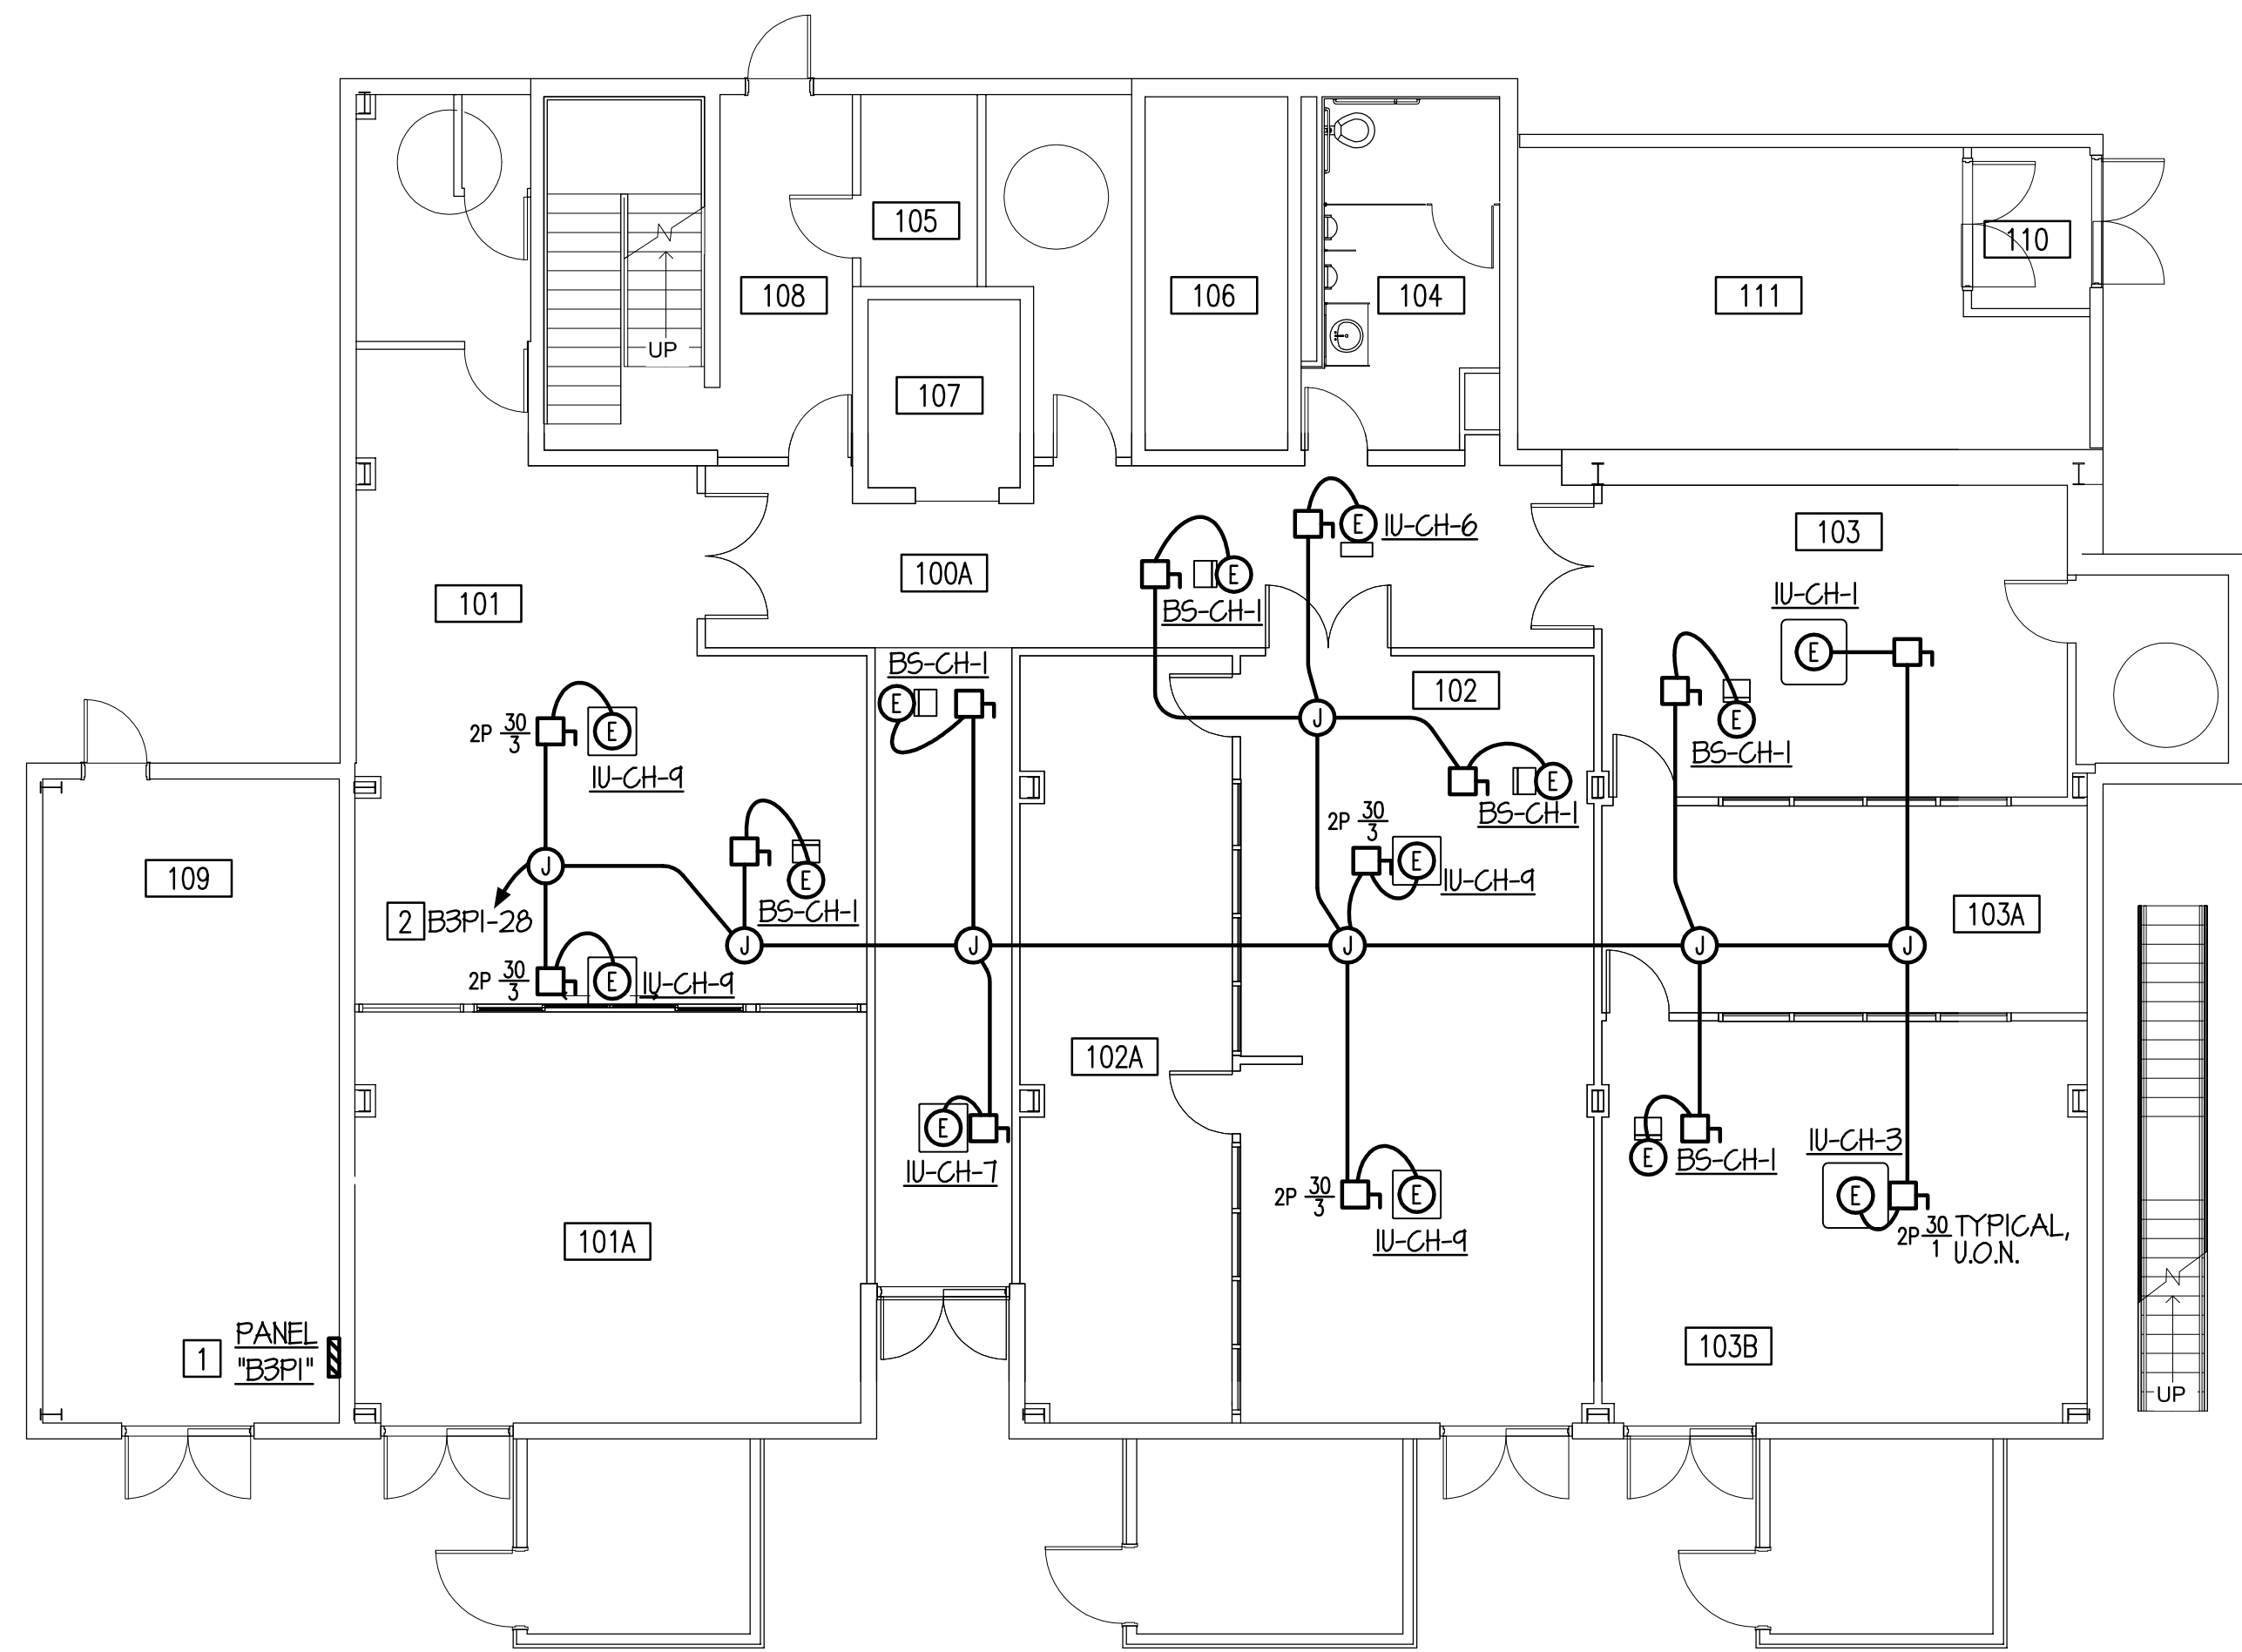 105
110
108
106
104
111
UP
107
E
IU-CH-6
103
E
BS-CH-1
100A
101
IU-CH-1
E
BS-CH-1
E
102
E
BS-CH-1
J
2P 30/3
E
IU-CH-9
E
BS-CH-1
2P 30/3
E
IU-CH-9
J
E
BS-CH-1
109
103A
2 B3P1-28
J
J
J
J
J
2P 30/3
E
IU-CH-9
102A
E
IU-CH-7
E
BS-CH-1
IU-CH-3
E
2P 30/3
E
IU-CH-9
2P 30/1 TYPICAL,
U.O.N.
101A
1
PANEL
"B3P1"
103B
UP